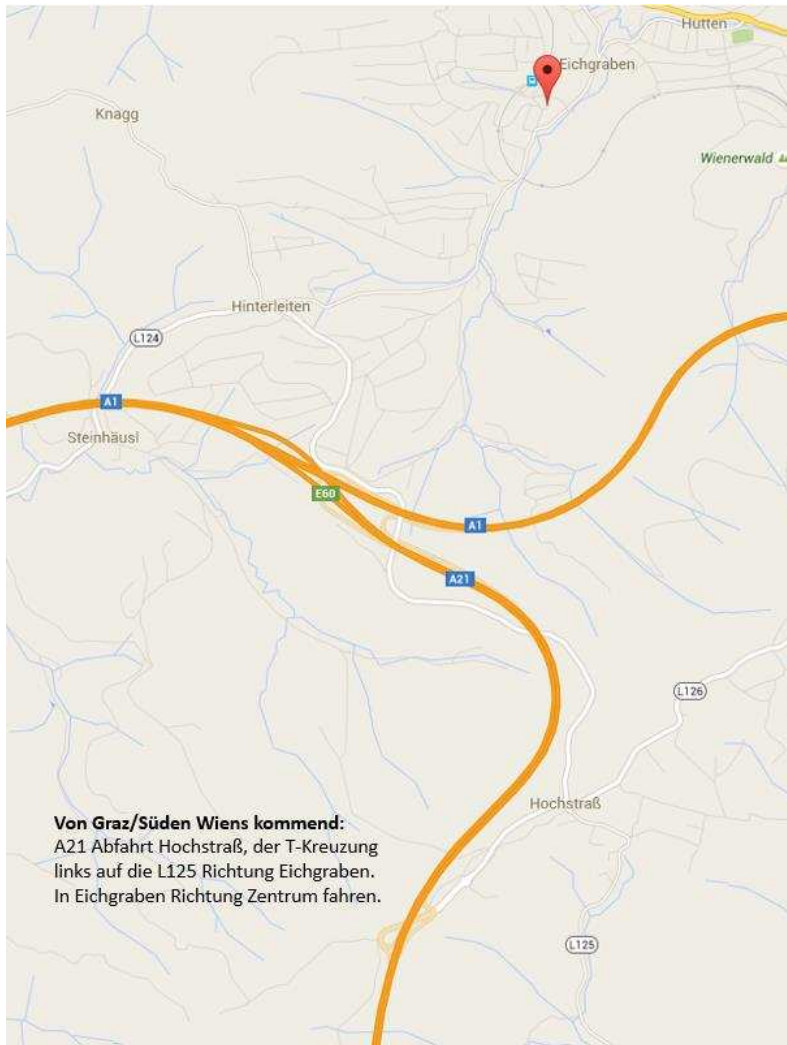 Hutten
Eichgraben
Knagg
Wienerwald
Hinterleiten
L124
A1
Steinhäusl
E60
A1
A21
L126
Hochstraß
Von Graz/Süden Wiens kommend:
A21 Abfahrt Hochstraß, der T-Kreuzung
links auf die L125 Richtung Eichgraben.
In Eichgraben Richtung Zentrum fahren.
L125